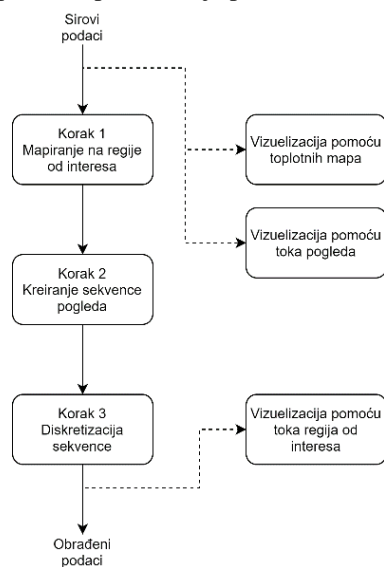 Sirovi
podaci
Korak 1
Mapiranje na regije
od interesa
Vizuelizacija pomoću
toplotnih mapa
Vizuelizacija pomoću
toka pogleda
Korak 2
Kreiranje sekvence
pogleda
Korak 3
Diskretizacija
sekvence
Vizuelizacija pomoću
toka regija od
interesa
Obrađeni
podaci